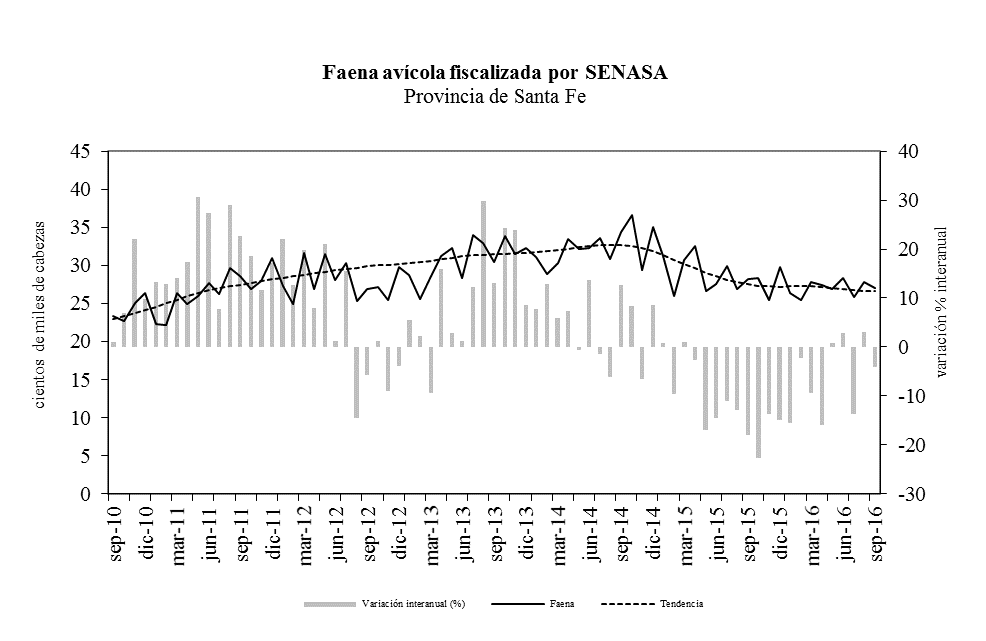 Faena avícola fiscalizada por SENASA
Provincia de Santa Fe
cientos de miles de cabezas
variación % interanual
45
40
35
30
25
20
15
10
5
0
40
30
20
10
0
-10
-20
-30
sep-10
dic-10
mar-11
jun-11
sep-11
dic-11
mar-12
jun-12
sep-12
dic-12
mar-13
jun-13
sep-13
dic-13
mar-14
jun-14
sep-14
dic-14
mar-15
jun-15
sep-15
dic-15
mar-16
jun-16
sep-16
Variación interanual (%)
Faena
Tendencia